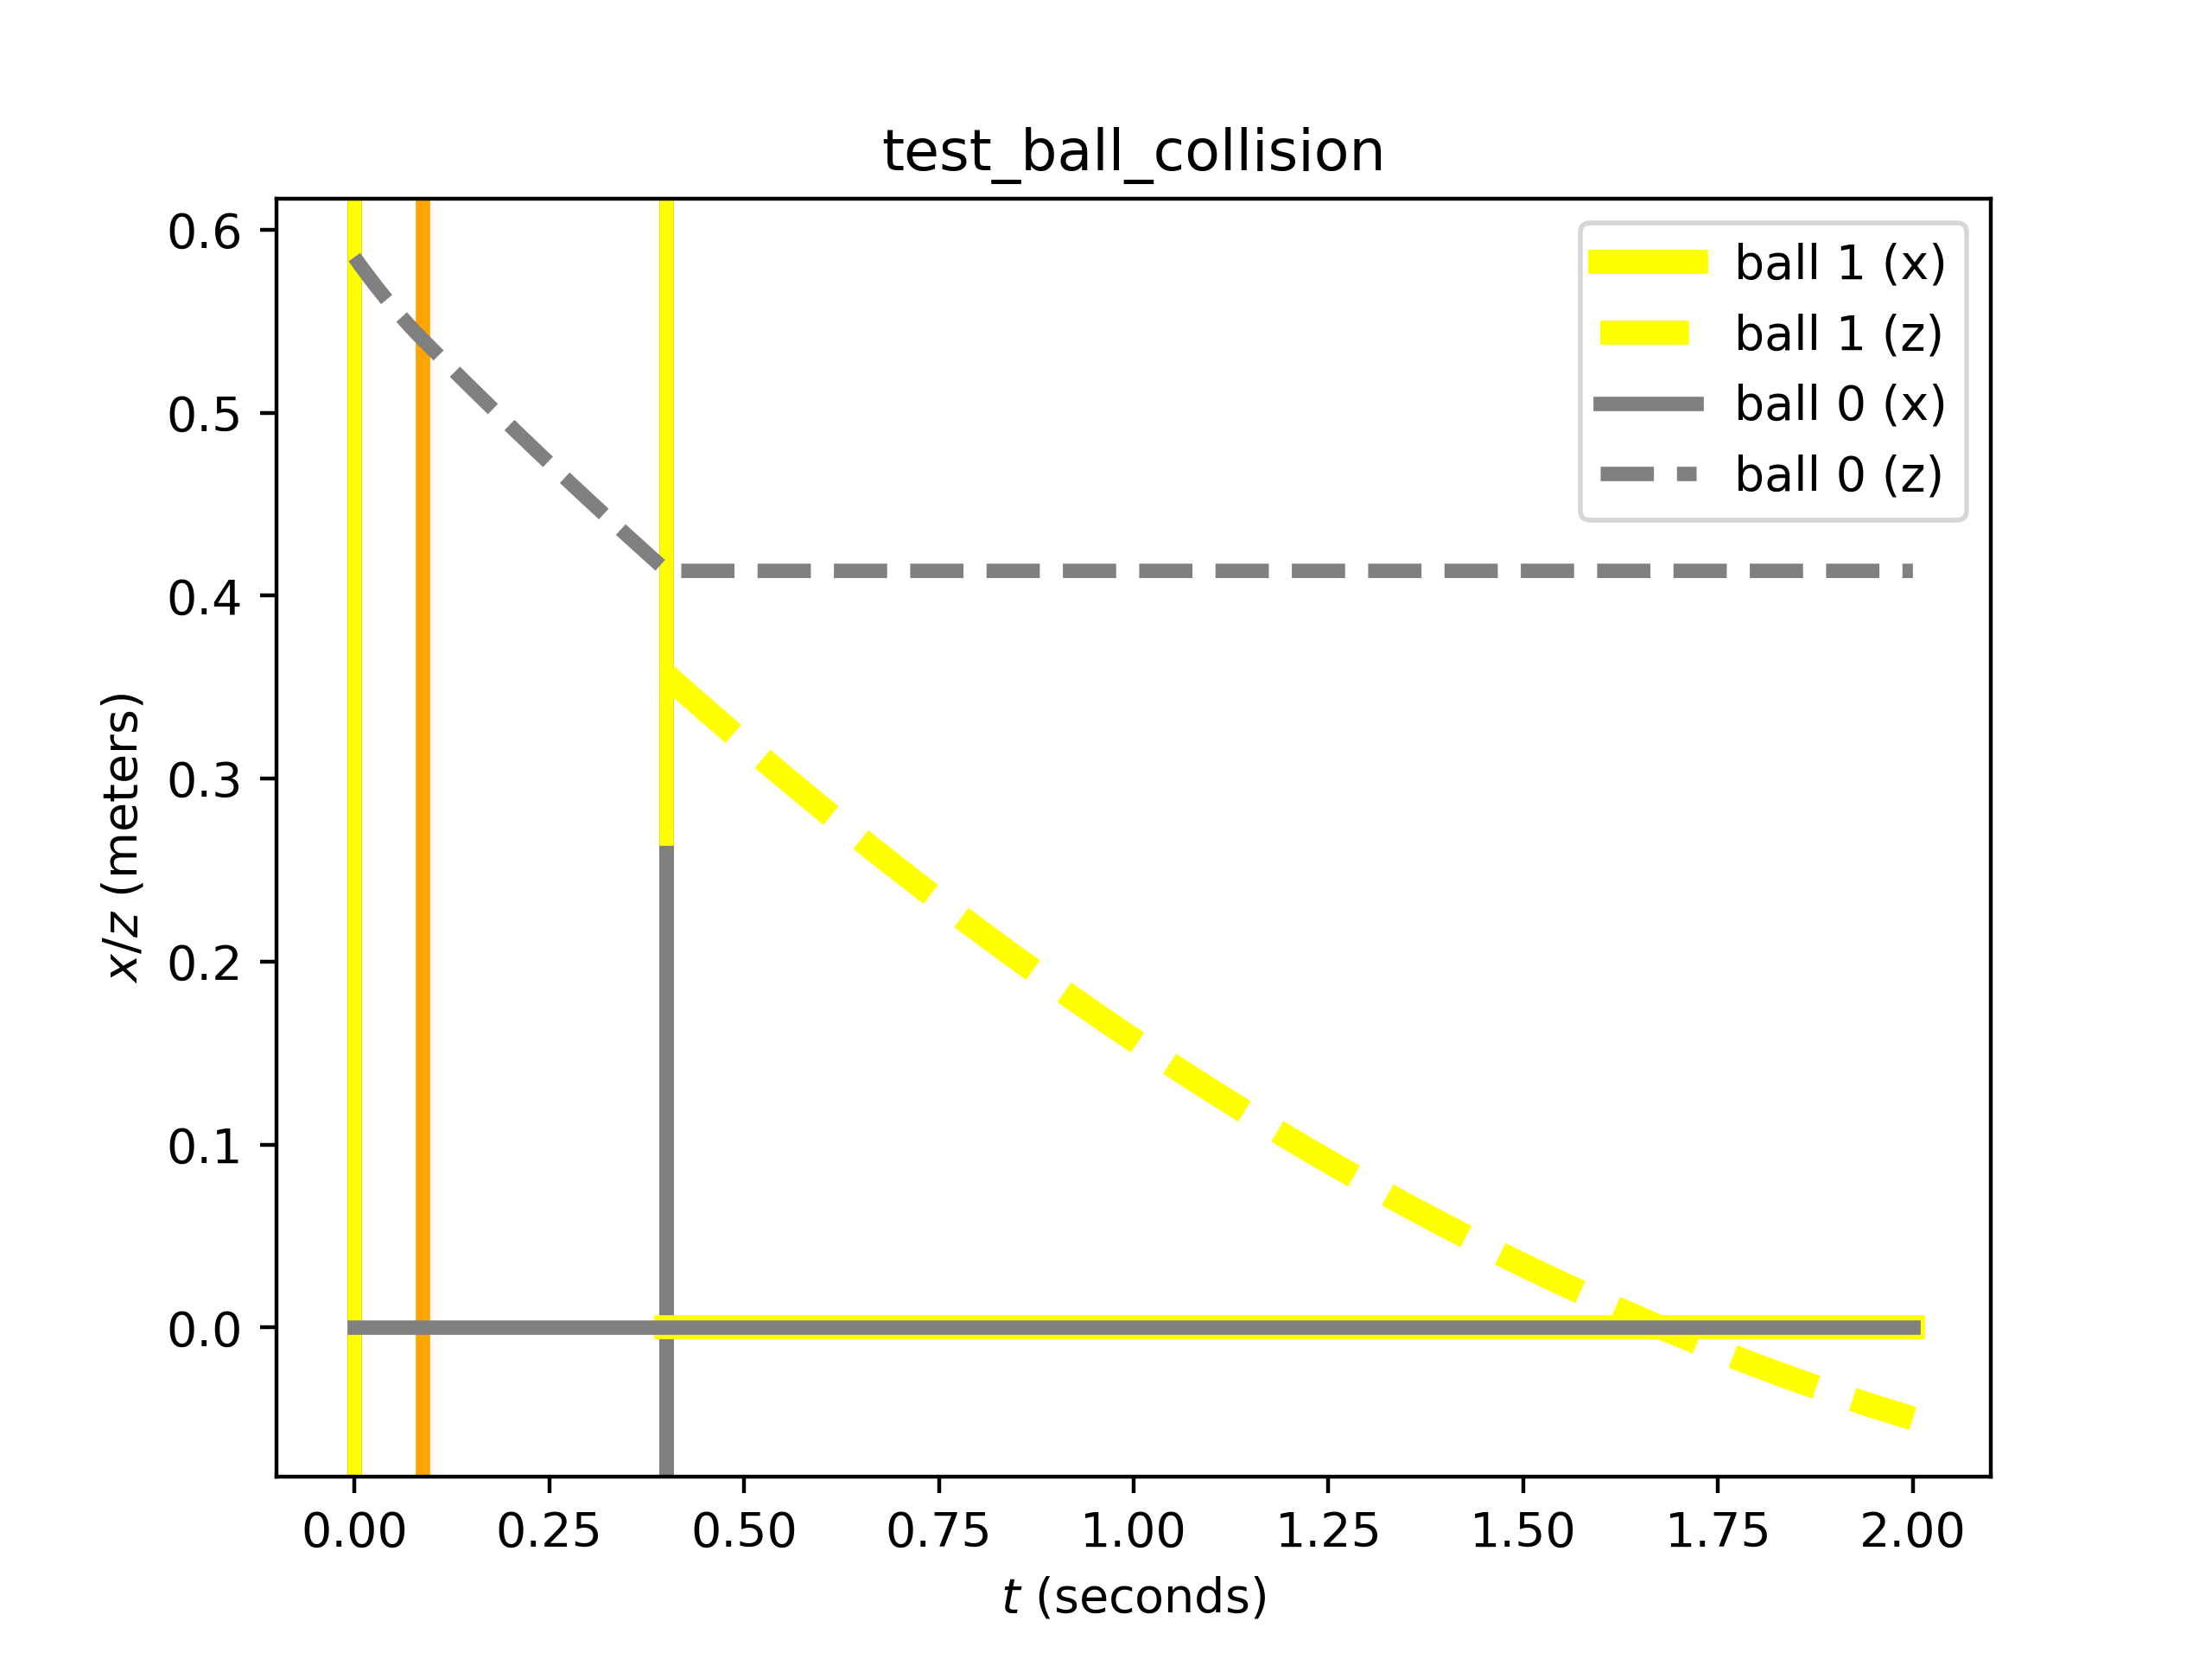 test_ball_collision
ball 1 (x)
ball 1 (z)
ball 0 (x)
ball 0 (z)
x/z (meters)
0.6
0.5
0.4
0.3
0.2
0.1
0.0
0.00 0.25 0.50 0.75 1.00 1.25 1.50 1.75 2.00
t (seconds)